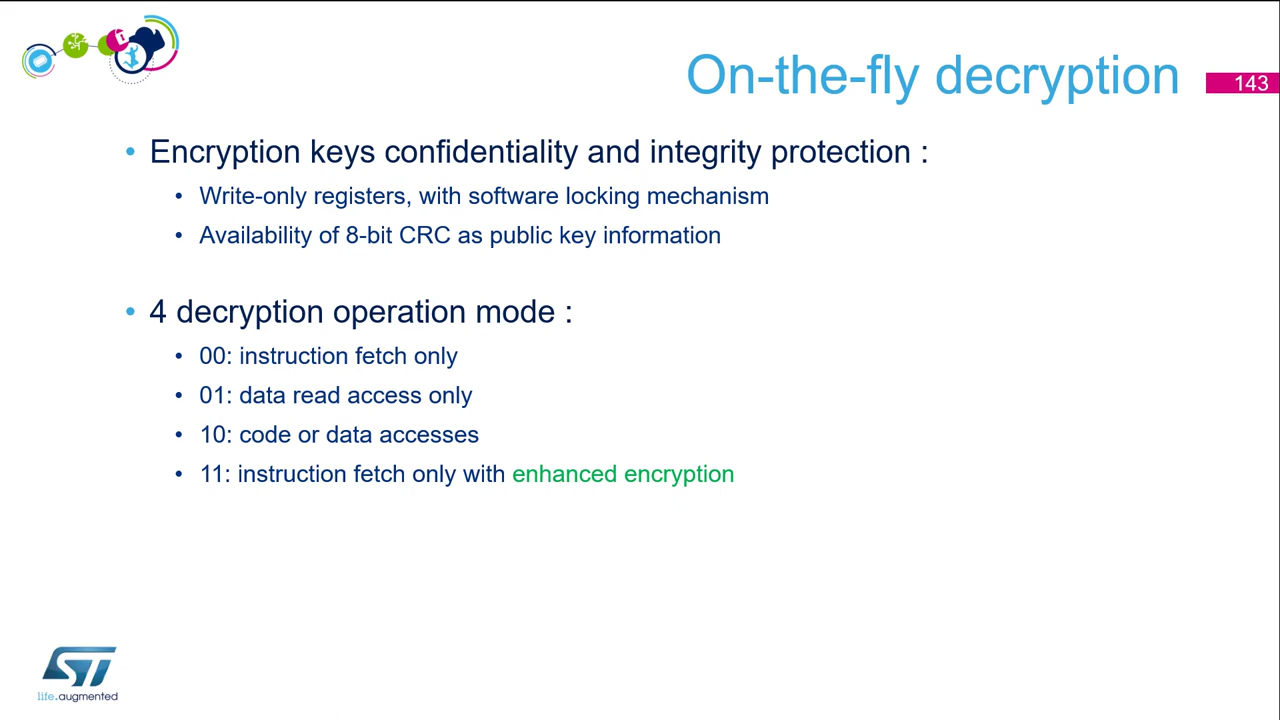 On-the-fly decryption
143
• Encryption keys confidentiality and integrity protection :
• Write-only registers, with software locking mechanism
• Availability of 8-bit CRC as public key information
• 4 decryption operation mode :
• 00: instruction fetch only
• 01: data read access only
• 10: code or data accesses
• 11: instruction fetch only with enhanced encryption
ST
life.augmented